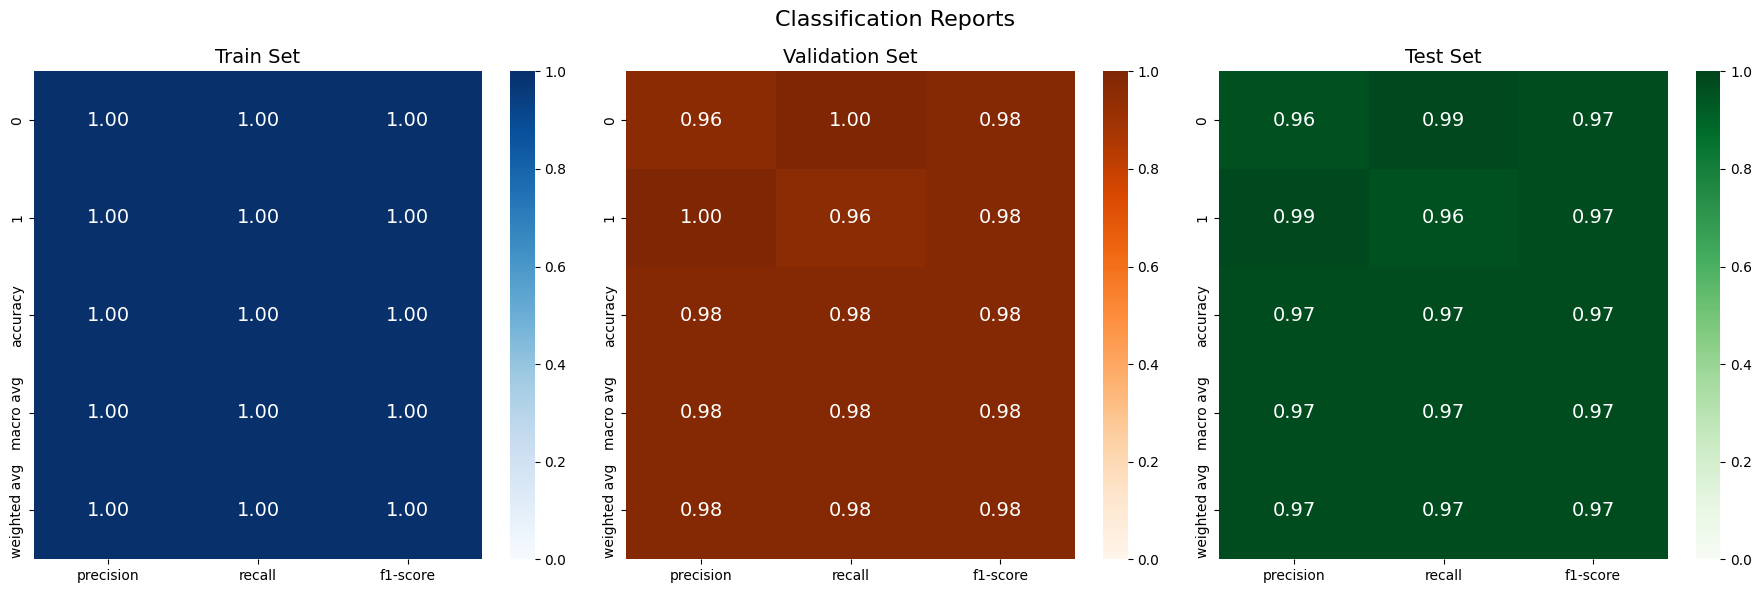 Classification Reports
Train Set
0 1.00 1.00 1.00
1 1.00 1.00 1.00
accuracy 1.00 1.00 1.00
macro avg 1.00 1.00 1.00
weighted avg 1.00 1.00 1.00
precision recall f1-score
1.0
0.8
0.6
0.4
0.2
0.0
Validation Set
0 0.96 1.00 0.98
1 1.00 0.96 0.98
accuracy 0.98 0.98 0.98
macro avg 0.98 0.98 0.98
weighted avg 0.98 0.98 0.98
precision recall f1-score
1.0
0.8
0.6
0.4
0.2
0.0
Test Set
0 0.96 0.99 0.97
1 0.99 0.96 0.97
accuracy 0.97 0.97 0.97
macro avg 0.97 0.97 0.97
weighted avg 0.97 0.97 0.97
precision recall f1-score
1.0
0.8
0.6
0.4
0.2
0.0